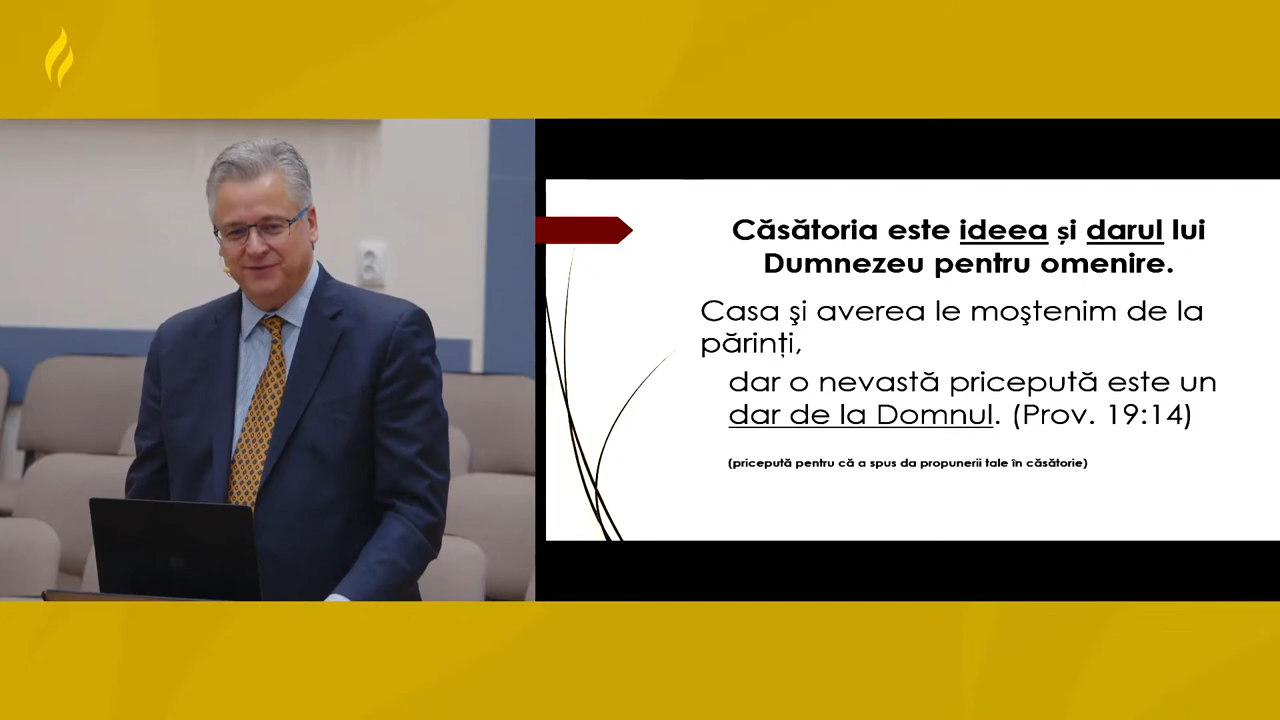 Căsătoria este ideea și darul lui
Dumnezeu pentru omenire.
Casa şi averea le moştenim de la
părinți,
dar o nevastă pricepută este un
dar de la Domnul. (Prov. 19:14)
(pricepută pentru că a spus da propunerii tale în căsătorie)